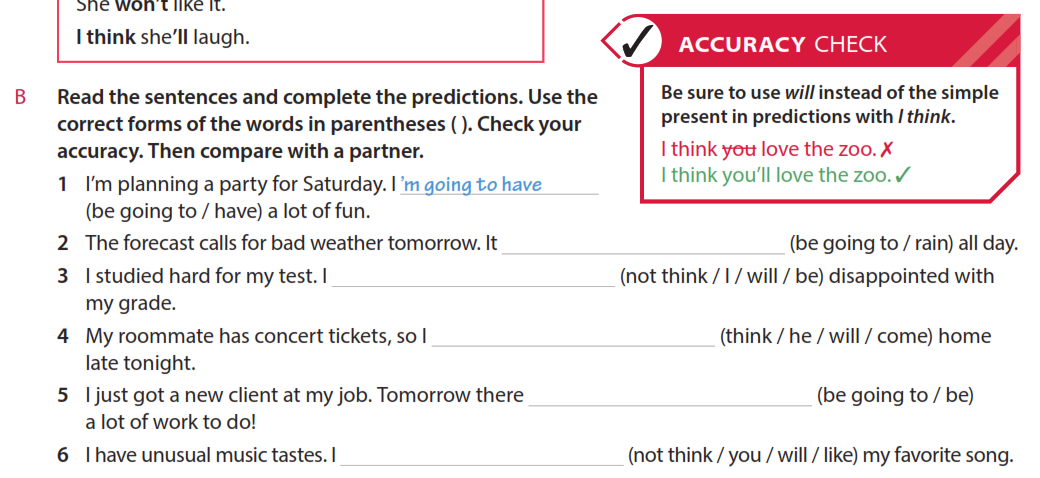 She won't like it.
I think she'll laugh.
ACCURACY CHECK
Be sure to use will instead of the simple
present in predictions with I think.
I think you love the zoo. ✗
I think you'll love the zoo. ✓
B Read the sentences and complete the predictions. Use the
correct forms of the words in parentheses ( ). Check your
accuracy. Then compare with a partner.
1 I'm planning a party for Saturday. I 'm going to have
(be going to / have) a lot of fun.
2 The forecast calls for bad weather tomorrow. It ____ (be going to / rain) all day.
3 I studied hard for my test. I ____ (not think / I / will / be) disappointed with
my grade.
4 My roommate has concert tickets, so I ____ (think / he / will / come) home
late tonight.
5 I just got a new client at my job. Tomorrow there ____ (be going to / be)
a lot of work to do!
6 I have unusual music tastes. I ____ (not think / you / will / like) my favorite song.